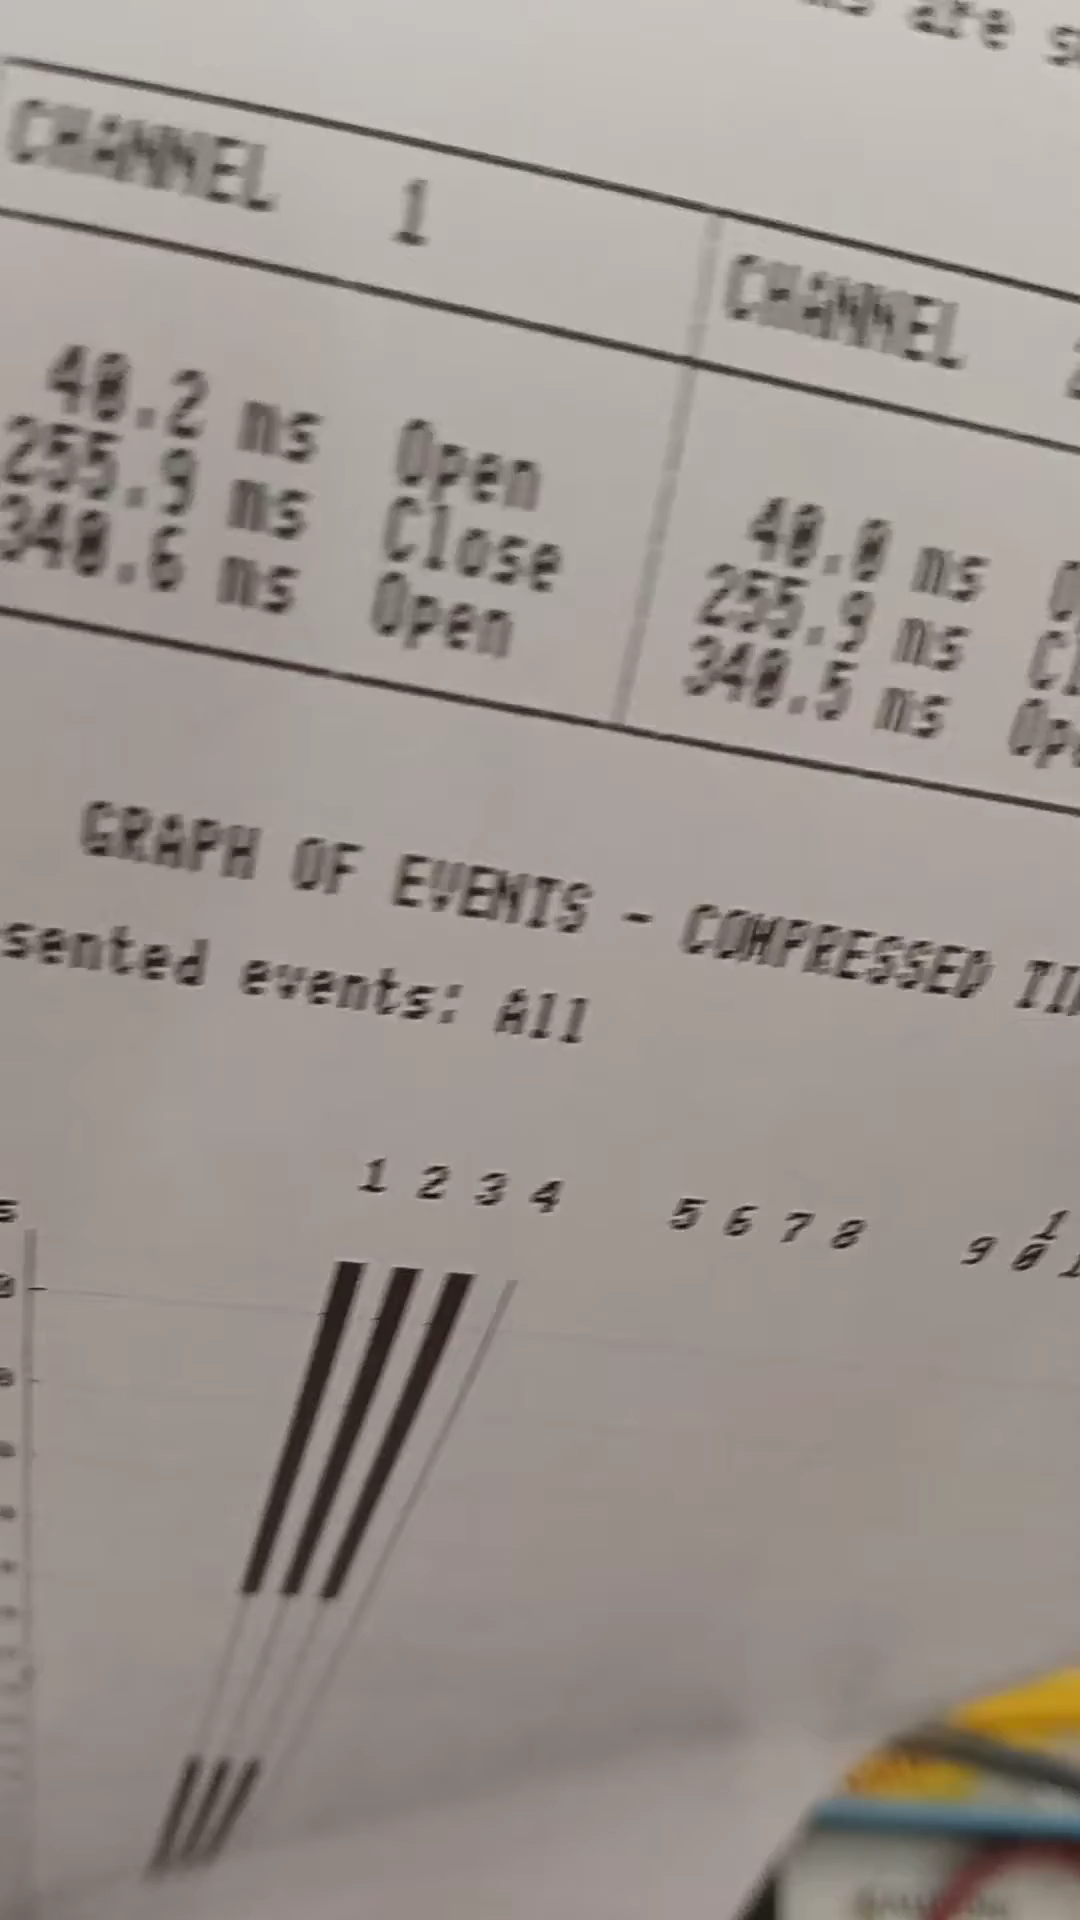 are
CHANNEL 1
CHANNEL
40.2 ms Open
255.9 ms Close
340.6 ms Open
40.0 ms
255.9 ms
340.5 ms
GRAPH OF EVENTS - COMPRESSED
events: All
1 2 3 4 5 6 7 8 9